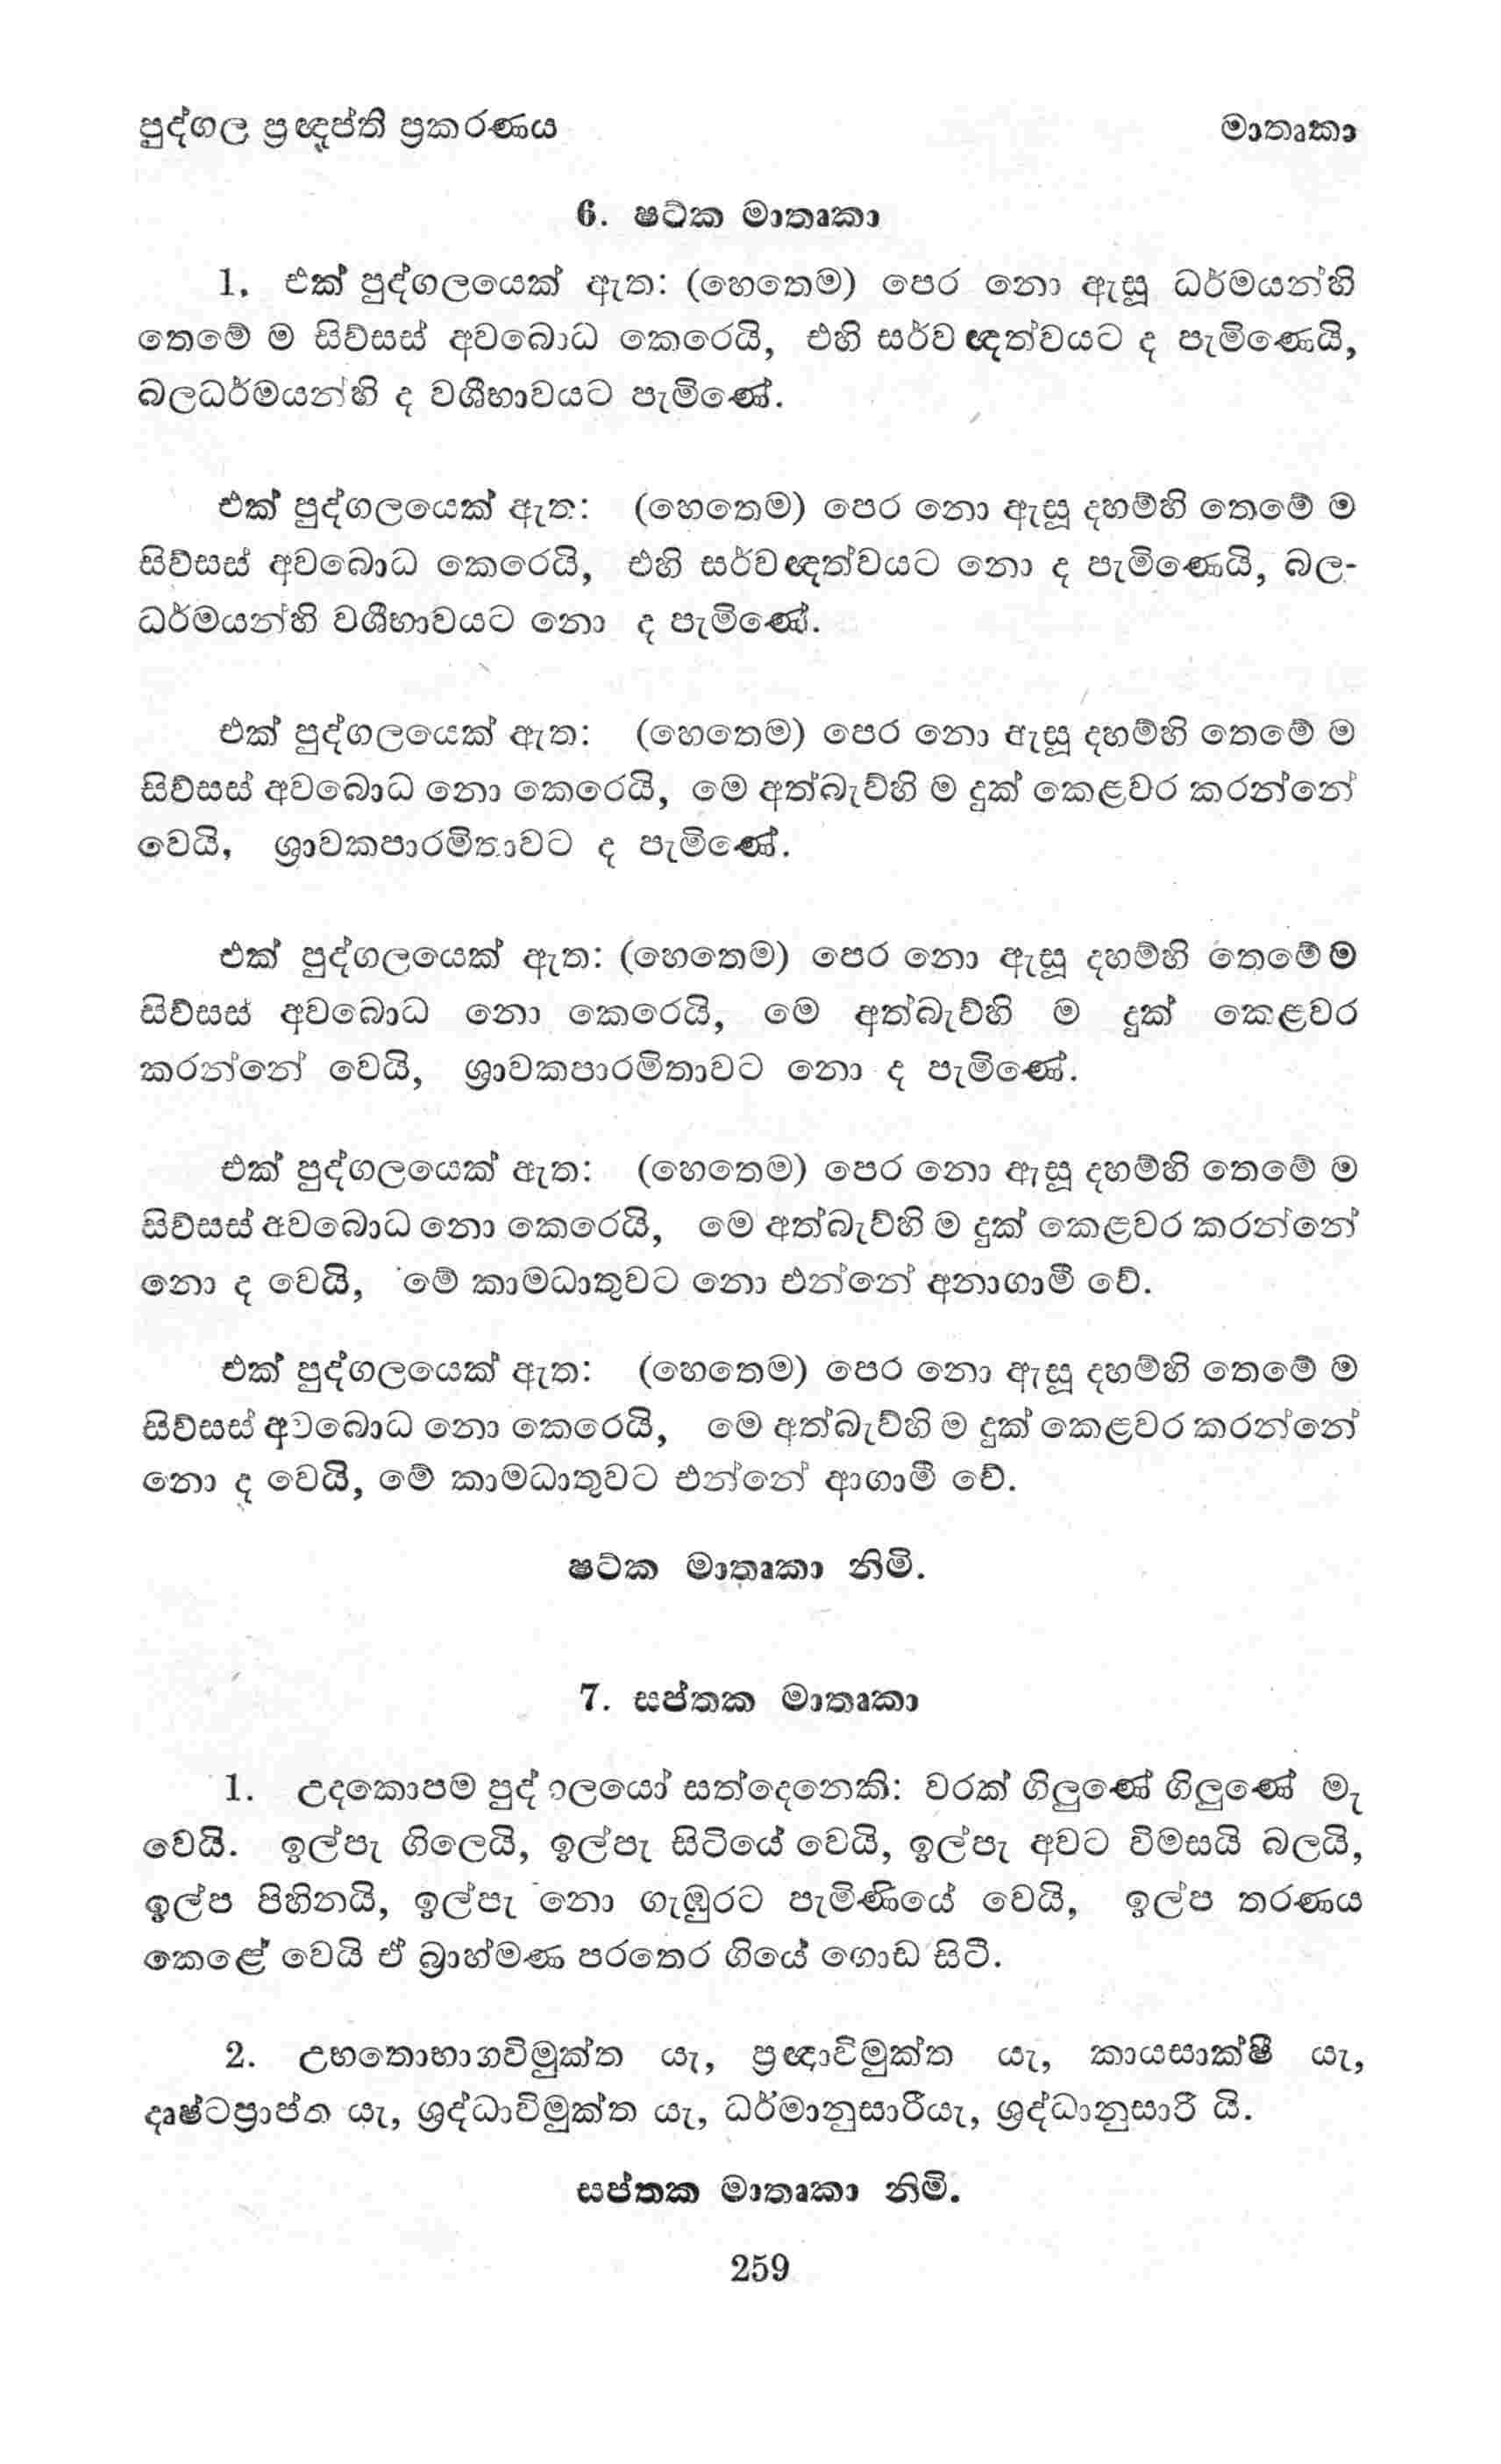 පුද්ගල ප්‍රඥප්ති ප්‍රකරණය
මාතෘකා
6. ෂට්ක මාතෘකා
1. එක් පුද්ගලයෙක් ඇත: (හෙතෙම) පෙර නො ඇසූ ධර්මයන්හි
තෙමේ ම සිව්සස් අවබොධ කෙරෙයි, එහි සර්ව ඥත්වයට ද පැමිණෙයි,
බලධර්මයන්හි ද වශීභාවයට පැමිණේ.
එක් පුද්ගලයෙක් ඇත: (හෙතෙම) පෙර නො ඇසූ දහම්හි තෙමේ ම
සිව්සස් අවබොධ කෙරෙයි, එහි සර්වඥත්වයට නො ද පැමිණෙයි, බල-
ධර්මයන්හි වශීභාවයට නො ද පැමිණේ.
එක් පුද්ගලයෙක් ඇත: (හෙතෙම) පෙර නො ඇසූ දහම්හි තෙමේ ම
සිව්සස් අවබොධ නො කෙරෙයි, මෙ අත්බැව්හි ම දුක් කෙළවර කරන්නේ
වෙයි, ශ්‍රාවකපාරමිතාවට ද පැමිණේ.
එක් පුද්ගලයෙක් ඇත: (හෙතෙම) පෙර නො ඇසූ දහම්හි තෙමේ ම
සිව්සස් අවබොධ නො කෙරෙයි, මෙ අත්බැව්හි ම දුක් කෙළවර
කරන්නේ වෙයි, ශ්‍රාවකපාරමිතාවට නො ද පැමිණේ.
එක් පුද්ගලයෙක් ඇත: (හෙතෙම) පෙර නො ඇසූ දහම්හි තෙමේ ම
සිව්සස් අවබොධ නො කෙරෙයි, මෙ අත්බැව්හි ම දුක් කෙළවර කරන්නේ
නො ද වෙයි, මේ කාමධාතුවට නො එන්නේ අනාගාමී වේ.
එක් පුද්ගලයෙක් ඇත: (හෙතෙම) පෙර නො ඇසූ දහම්හි තෙමේ ම
සිව්සස් අවබොධ නො කෙරෙයි, මෙ අත්බැව්හි ම දුක් කෙළවර කරන්නේ
නො ද වෙයි, මේ කාමධාතුවට එන්නේ ආගාමී වේ.
ෂට්ක මාතෘකා නිමි.
7. සප්තක මාතෘකා
1. උදකොපම පුද්ගලයෝ සත්දෙනෙකි: වරක් ගිලුණේ ගිලුණේ මැ
වෙයි. ඉල්පැ ගිලෙයි, ඉල්පැ සිටියේ වෙයි, ඉල්පැ අවට විමසයි බලයි,
ඉල්ප පිහිනයි, ඉල්පැ නො ගැඹුරට පැමිණියේ වෙයි, ඉල්ප තරණය
කෙළේ වෙයි ඒ බ්‍රාහ්මණ පරතෙර ගියේ ගොඩ සිටී.
2. උභතොභාගවිමුක්ත යැ, ප්‍රඥාවිමුක්ත යැ, කායසාක්ෂී යැ,
දෘෂ්ටප්‍රාප්ත යැ, ශ්‍රද්ධාවිමුක්ත යැ, ධර්මානුසාරීයැ, ශ්‍රද්ධානුසාරී යි.
සප්තක මාතෘකා නිමි.
259